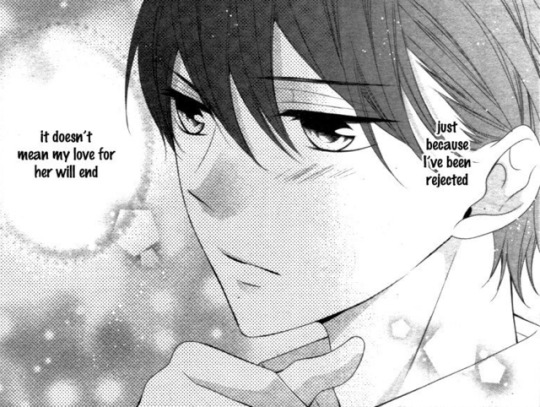 just
because
I´ve been
rejected
it doesn´t
mean my love for
her will end